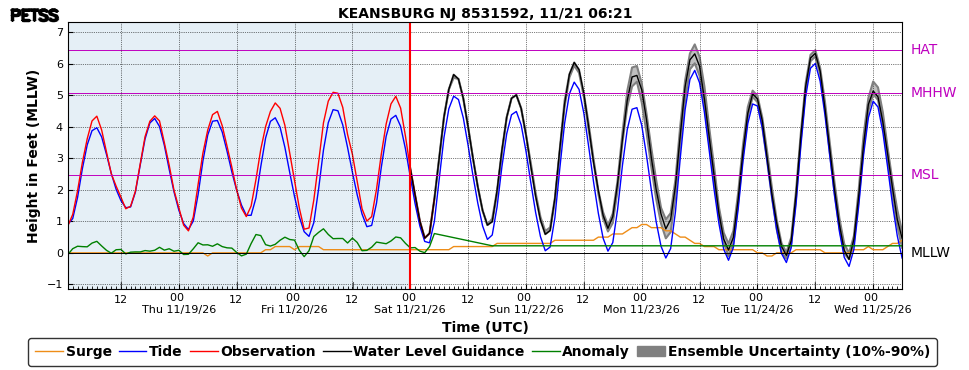 PETSS
KEANSBURG NJ 8531592, 11/21 06:21
Height in Feet (MLLW)
7
6
5
4
3
2
1
0
−1
HAT
MHHW
MSL
MLLW
12 00 12 00 12 00 12 00 12 00 12 00 12 00
Thu 11/19/26 Fri 11/20/26 Sat 11/21/26 Sun 11/22/26 Mon 11/23/26 Tue 11/24/26 Wed 11/25/26
Time (UTC)
Surge Tide Observation Water Level Guidance Anomaly Ensemble Uncertainty (10%-90%)